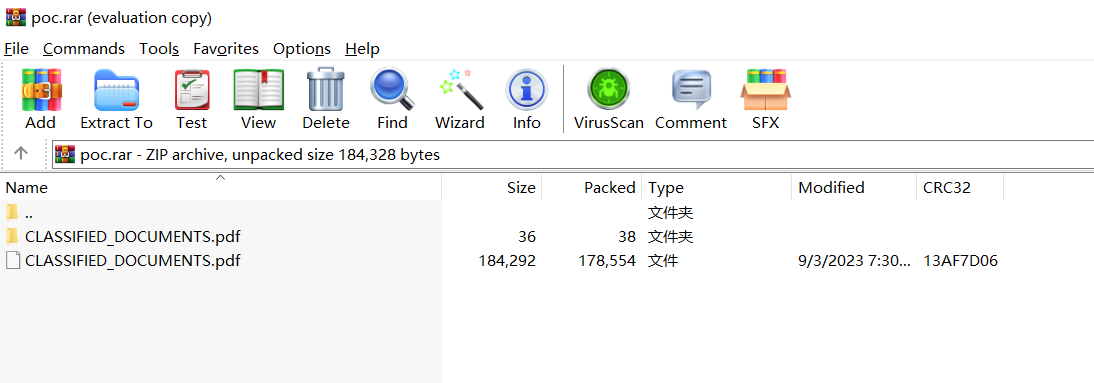 poc.rar (evaluation copy)
File Commands Tools Favorites Options Help
Add Extract To Test View Delete Find Wizard Info VirusScan Comment SFX
poc.rar - ZIP archive, unpacked size 184,328 bytes
Name Size Packed Type Modified CRC32
.. 文件夹
CLASSIFIED_DOCUMENTS.pdf 36 38 文件夹
CLASSIFIED_DOCUMENTS.pdf 184,292 178,554 文件 9/3/2023 7:30... 13AF7D06